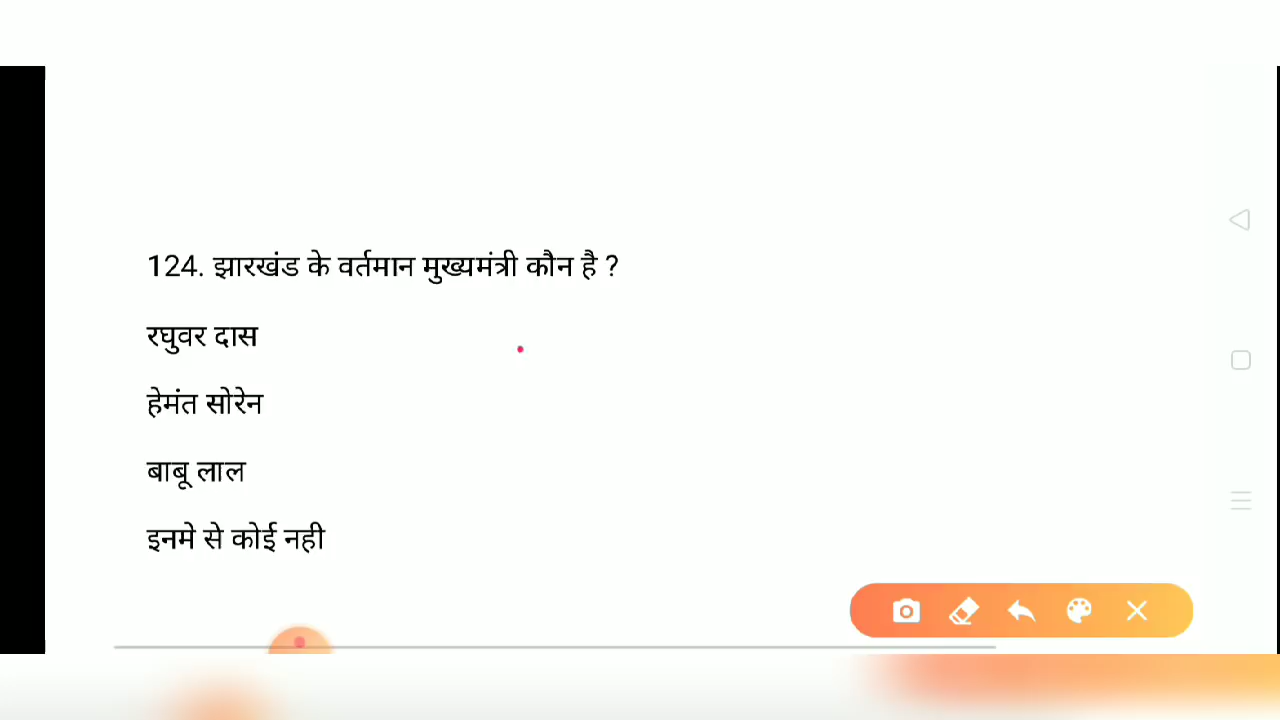 124. झारखंड के वर्तमान मुख्यमंत्री कौन है ?
रघुवर दास
हेमंत सोरेन
बाबू लाल
इनमे से कोई नही